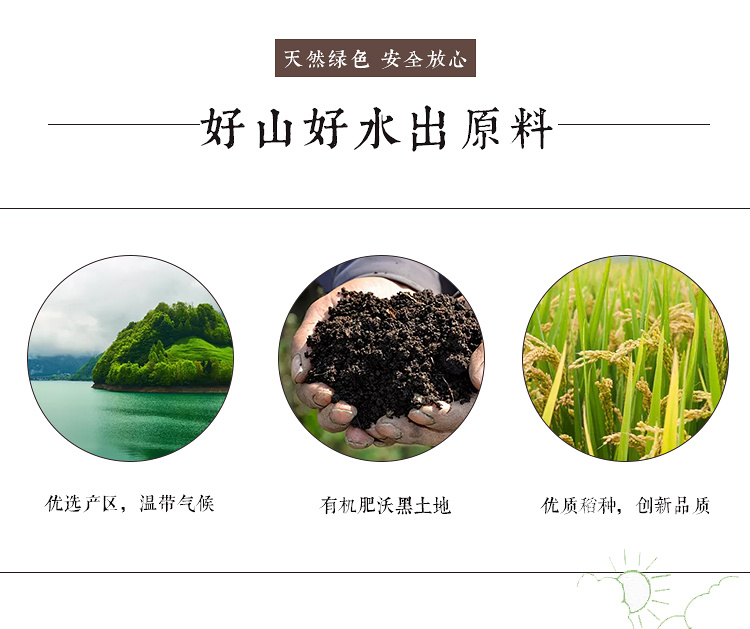 天然绿色 安全放心
好山好水出原料
优选产区，温带气候
有机肥沃黑土地
优质稻种，创新品质